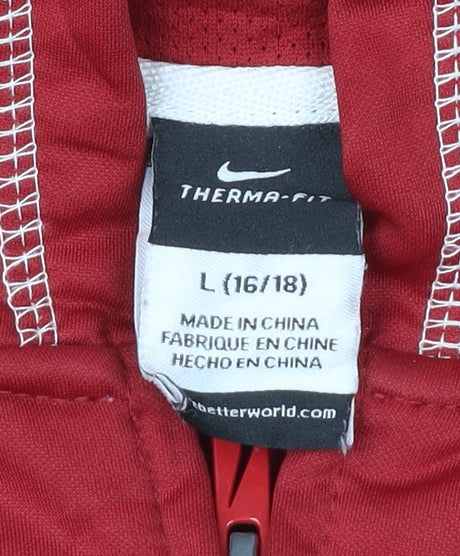 THERMA-FIT
L (16/18)
MADE IN CHINA
FABRIQUE EN CHINE
HECHO EN CHINA
betterworld.com